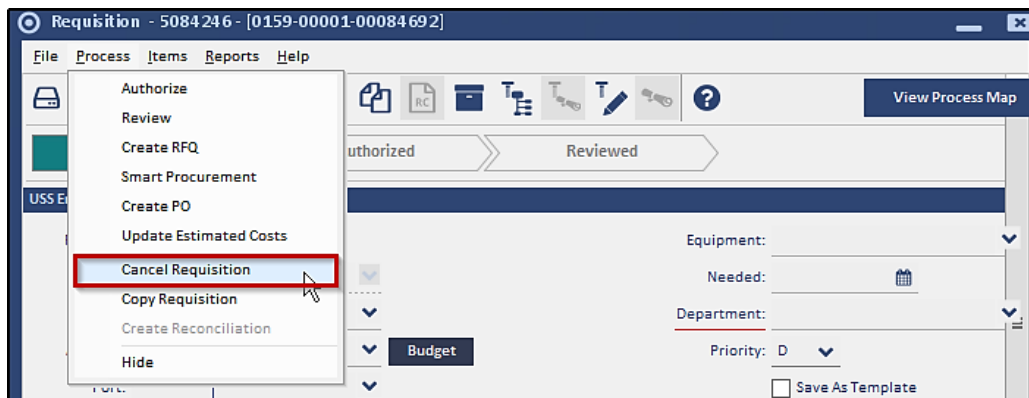 Requisition - 5084246 - [0159-00001-00084692]
File Process Items Reports Help
Authorize
Review
Create RFQ
Smart Procurement
Create PO
Update Estimated Costs
Cancel Requisition
Copy Requisition
Create Reconciliation
Hide
RC
View Process Map
uthorized
Reviewed
USS E
Equipment:
Needed:
Department:
Budget
Priority: D
Save As Template